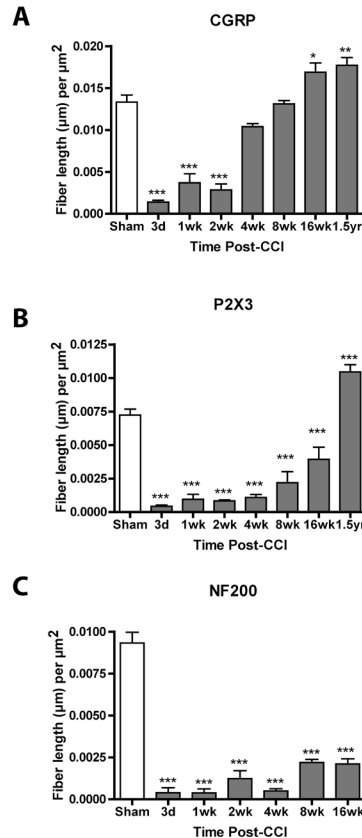 A
CGRP
Fiber length (µm) per µm²
0.020
0.015
0.010
0.005
0.000
***
***
***
*
**
Sham 3d 1wk 2wk 4wk 8wk 16wk 1.5yr
Time Post-CCI
B
P2X3
Fiber length (µm) per µm²
0.0125
0.0100
0.0075
0.0050
0.0025
0.0000
***
***
***
***
***
***
***
Sham 3d 1wk 2wk 4wk 8wk 16wk 1.5yr
Time Post-CCI
C
NF200
Fiber length (µm) per µm²
0.0100
0.0075
0.0050
0.0025
0.0000
***
***
***
***
***
***
Sham 3d 1wk 2wk 4wk 8wk 16wk
Time Post-CCI